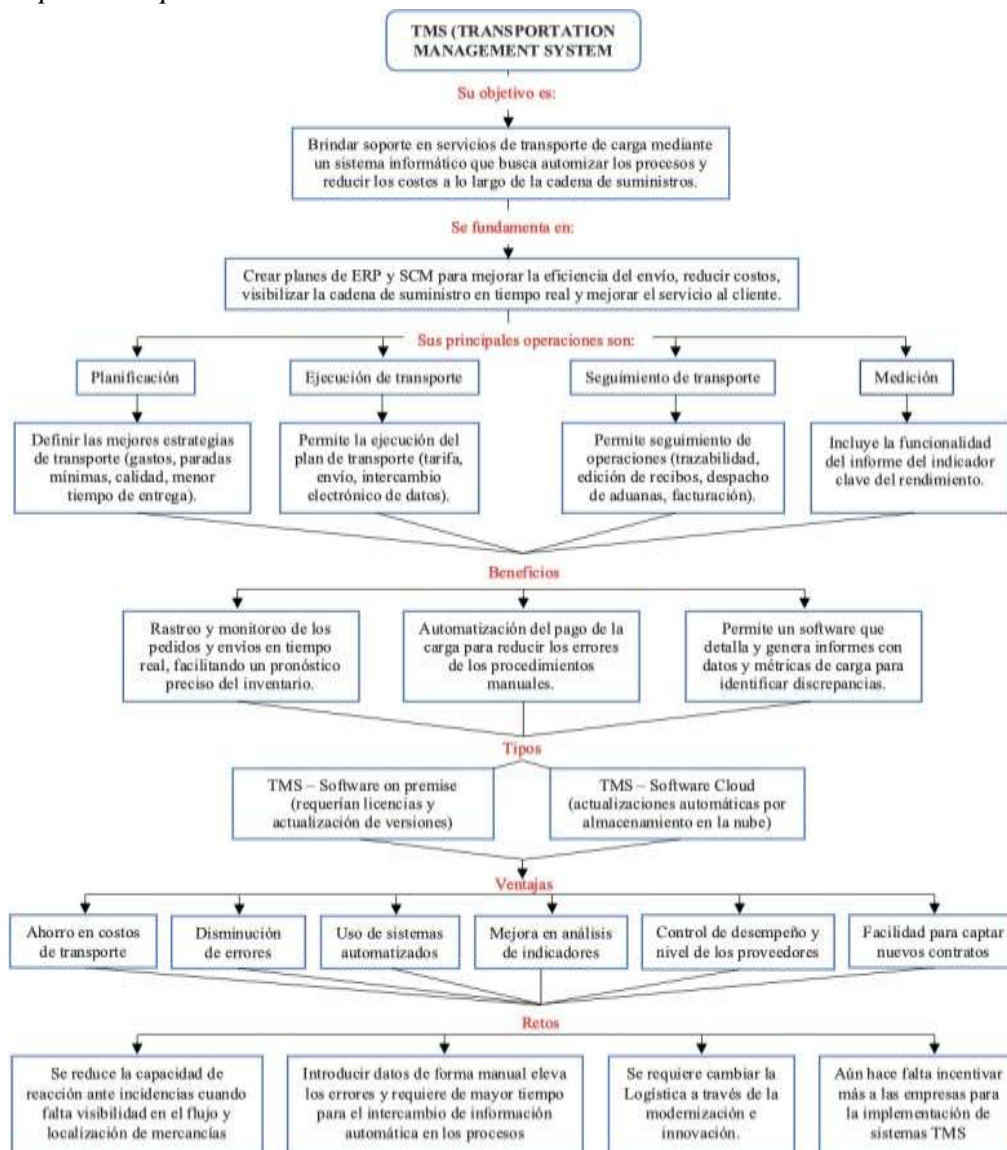 TMS (TRANSPORTATION
MANAGEMENT SYSTEM
Su objetivo es:
Brindar soporte en servicios de transporte de carga mediante
un sistema informático que busca automizar los procesos y
reducir los costes a lo largo de la cadena de suministros.
Se fundamenta en:
Crear planes de ERP y SCM para mejorar la eficiencia del envío, reducir costos,
visibilizar la cadena de suministro en tiempo real y mejorar el servicio al cliente.
Sus principales operaciones son:
Planificación
Ejecución de transporte
Seguimiento de transporte
Medición
Definir las mejores estrategias
de transporte (gastos, paradas
mínimas, calidad, menor
tiempo de entrega).
Permite la ejecución del
plan de transporte (tarifa,
envío, intercambio
electrónico de datos).
Permite seguimiento de
operaciones (trazabilidad,
edición de recibos, despacho
de aduanas, facturación).
Incluye la funcionalidad
del informe del indicador
clave del rendimiento.
Beneficios
Rastreo y monitoreo de los
pedidos y envíos en tiempo
real, facilitando un pronóstico
preciso del inventario.
Automatización del pago de la
carga para reducir los errores
de los procedimientos
manuales.
Permite un software que
detalla y genera informes con
datos y métricas de carga para
identificar discrepancias.
Tipos
TMS – Software on premise
(requerían licencias y
actualización de versiones)
TMS – Software Cloud
(actualizaciones automáticas por
almacenamiento en la nube)
Ventajas
Ahorro en costos
de transporte
Disminución
de errores
Uso de sistemas
automatizados
Mejora en análisis
de indicadores
Control de desempeño y
nivel de los proveedores
Facilidad para captar
nuevos contratos
Retos
Se reduce la capacidad de
reacción ante incidencias cuando
falta visibilidad en el flujo y
localización de mercancías
Introducir datos de forma manual eleva
los errores y requiere de mayor tiempo
para el intercambio de información
automática en los procesos
Se requiere cambiar la
Logística a través de la
modernización e
innovación.
Aún hace falta incentivar
más a las empresas para
la implementación de
sistemas TMS